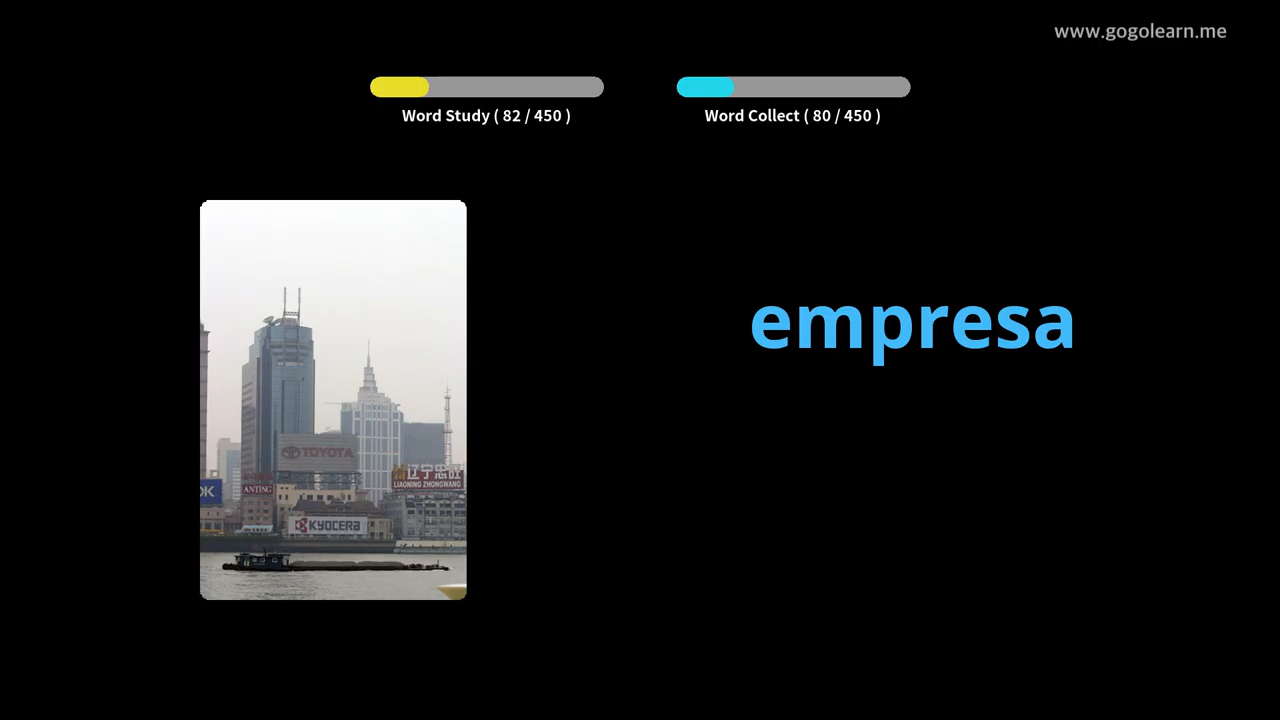 www.gogolearn.me
Word Study ( 82 / 450 )
Word Collect ( 80 / 450 )
empresa
TOYOTA
辽宁忠旺
LIAONING ZHONGWANG
OK
ANTING
KYOCERA